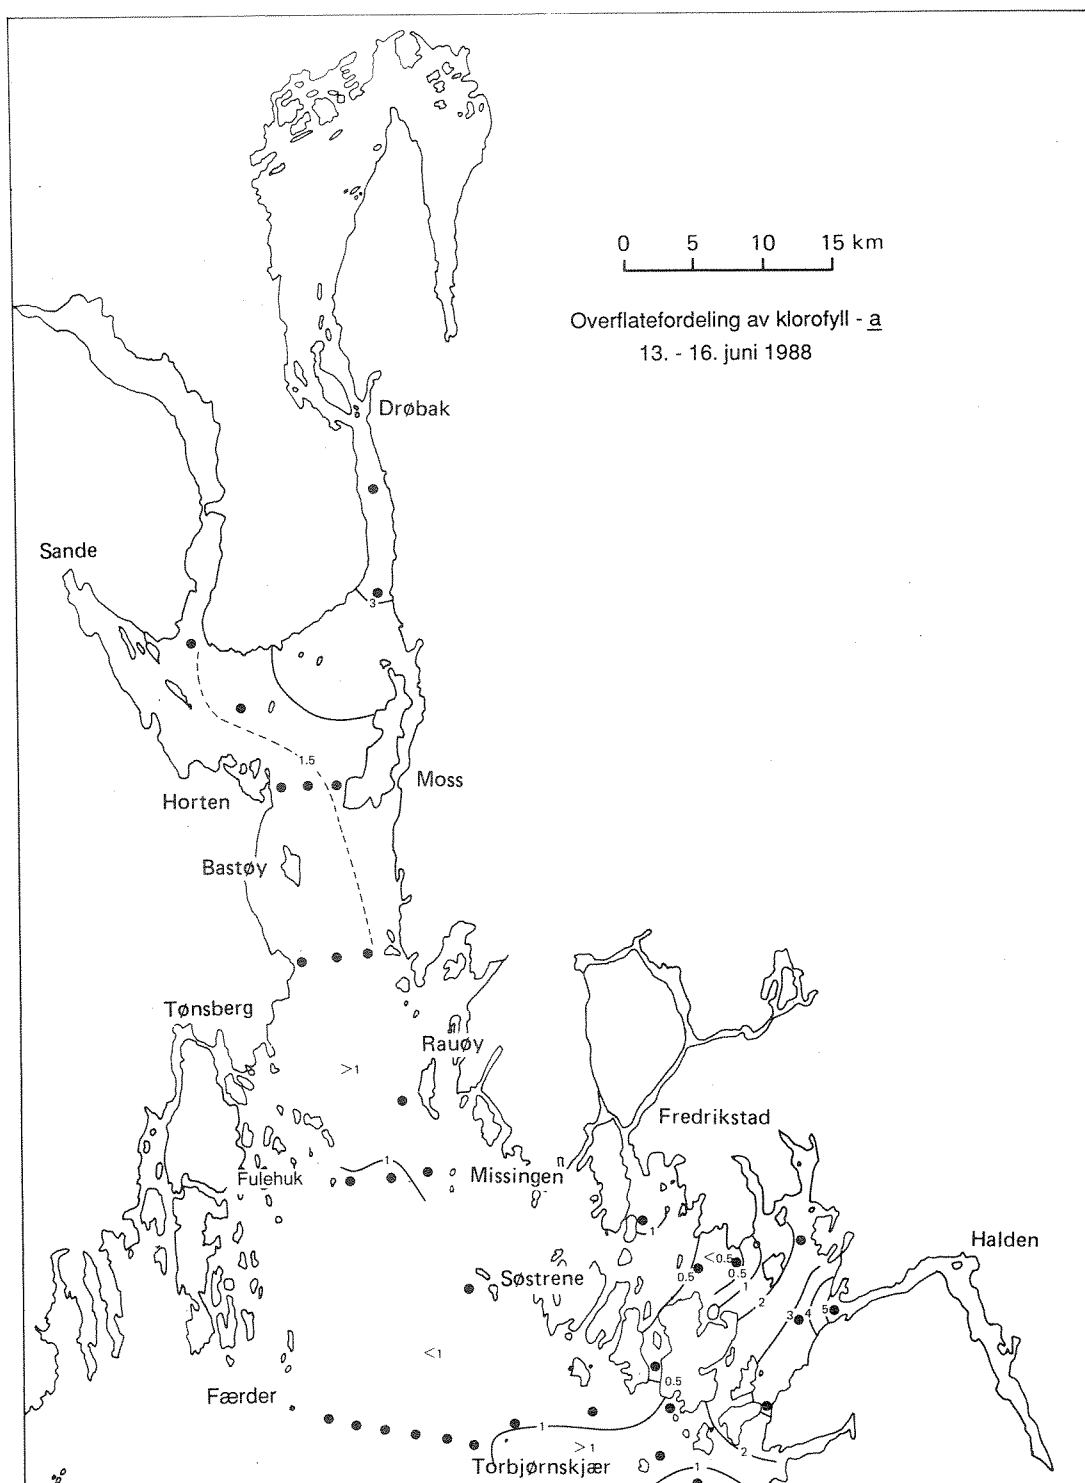 0 5 10 15 km
Overflatefordeling av klorofyll - a
13. - 16. juni 1988
Drøbak
Sande
3
1.5
Moss
Horten
Bastøy
Tønsberg
Rauøy
>1
Fredrikstad
1
Missingen
Fulehuk
1
Halden
<0.5
0.5
0.5
Søstrene
1
2
3
4
5
<1
0.5
Færder
1
>1
2
Torbjørnskjær
1